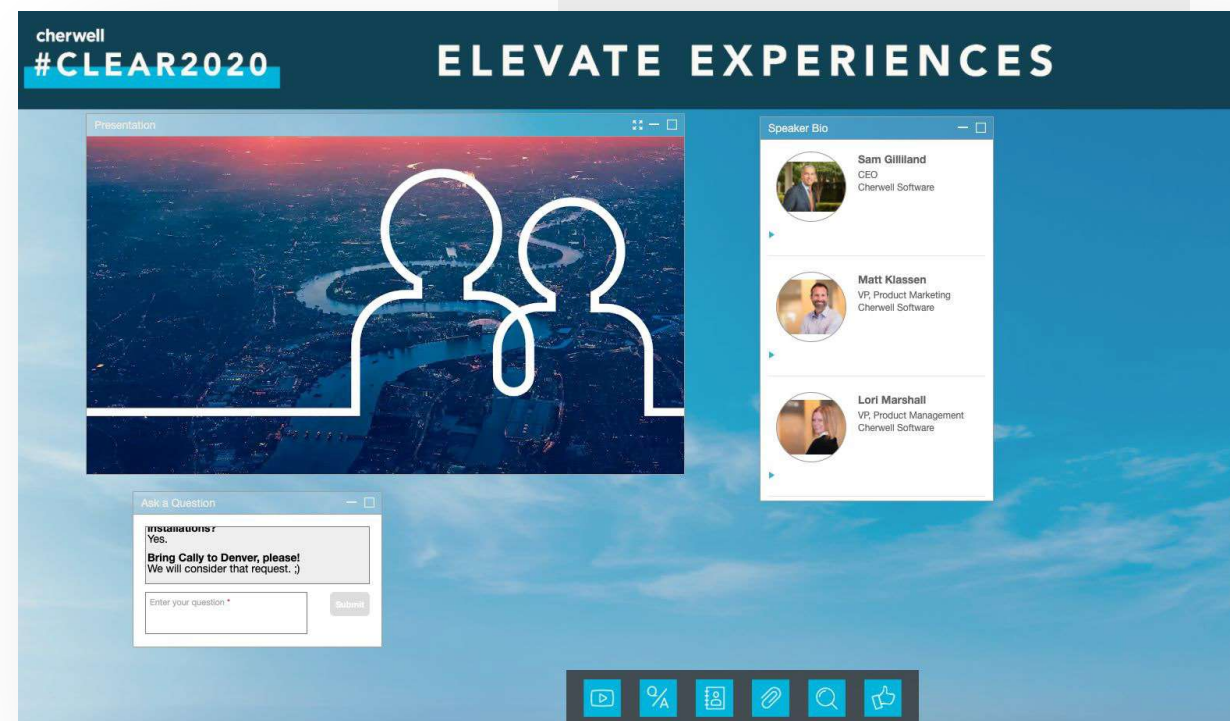 cherwell
#CLEAR2020
ELEVATE EXPERIENCES
Presentation
Speaker Bio
Sam Gilliland
CEO
Cherwell Software
Matt Klassen
VP, Product Marketing
Cherwell Software
Lori Marshall
VP, Product Management
Cherwell Software
Ask a Question
installations?
Yes.
Bring Cally to Denver, please!
We will consider that request. ;)
Enter your question *
Submit
Q/A